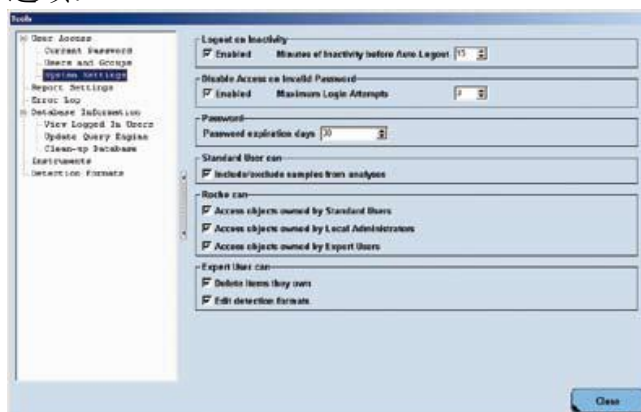 Tools
User Access
Current Password
Users and Groups
System Settings
Report Settings
Error Log
Database Information
View Logged In Users
Update Query Engine
Clean-up Database
Instruments
Detection Formats
Logout on Inactivity
Enabled Minutes of Inactivity before Auto Logout 15
Disable Access on Invalid Password
Enabled Maximum Login Attempts 3
Password
Password expiration days 30
Standard User can
Include/exclude samples from analyses
Roche can
Access objects owned by Standard Users
Access objects owned by Local Administrators
Access objects owned by Expert Users
Expert User can
Delete items they own
Edit detection formats
Close